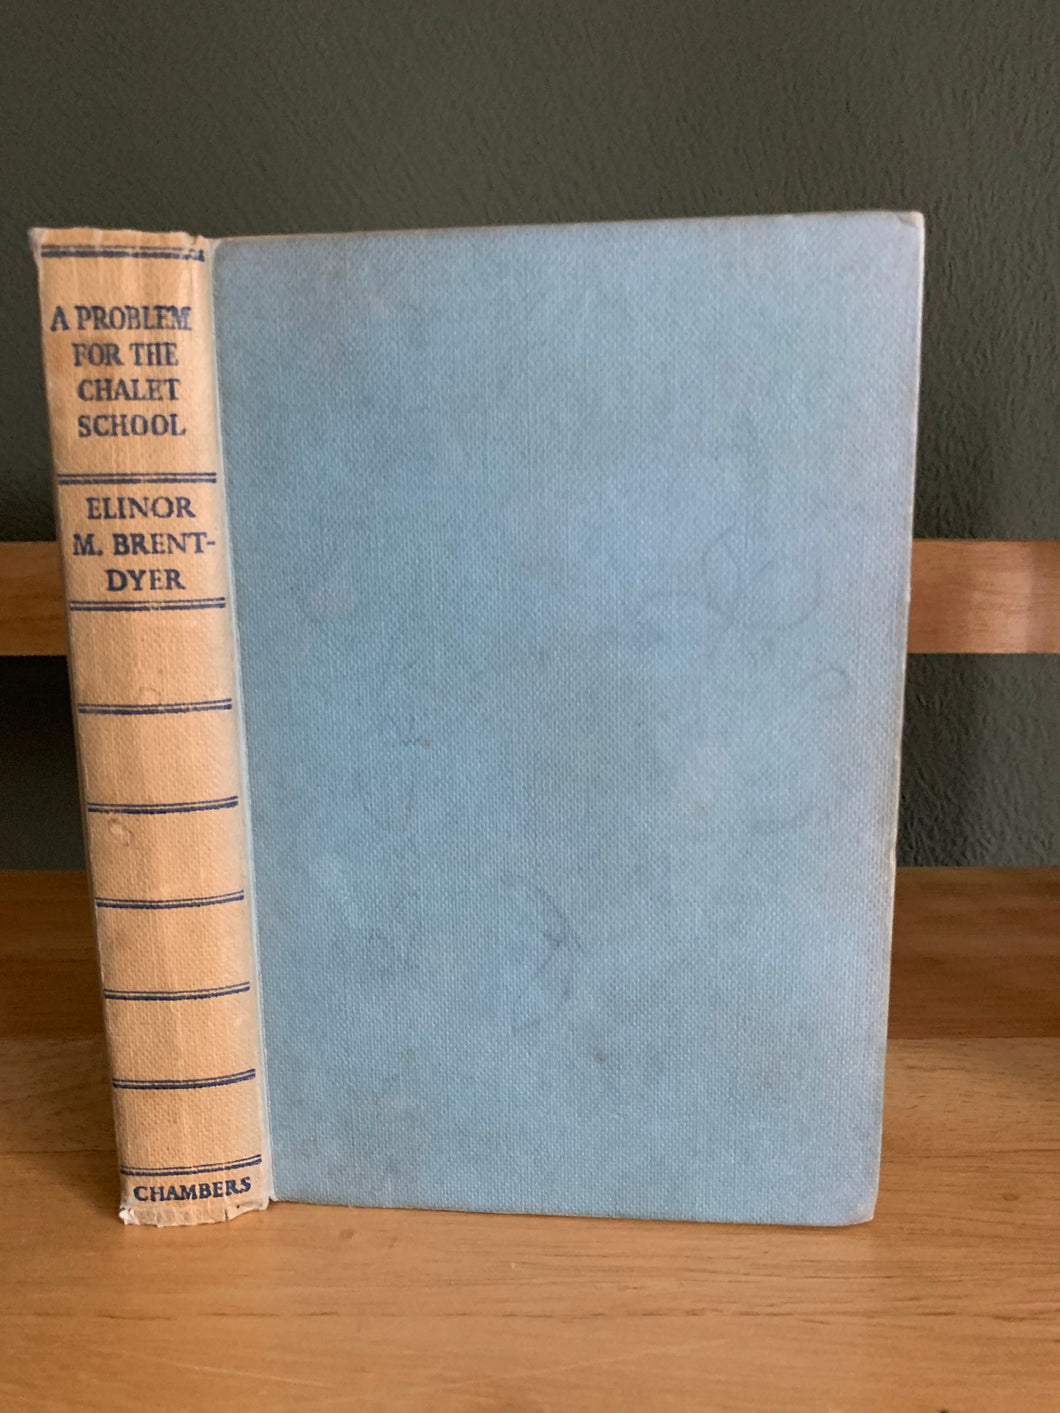 A PROBLEM
FOR THE
CHALET
SCHOOL
ELINOR
M. BRENT-
DYER
CHAMBERS